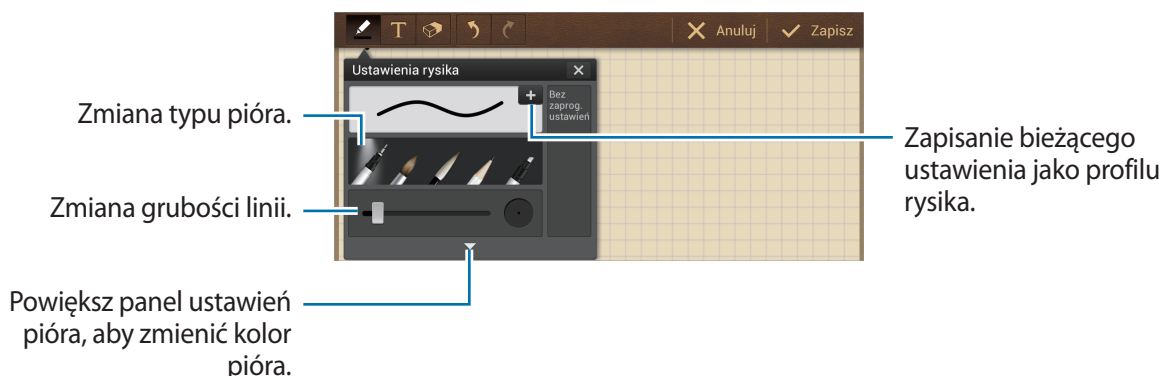 T
Anuluj
Zapisz
Ustawienia rysika
Bez
zaprog.
ustawień
Zmiana typu pióra.
Zapisanie bieżącego
ustawienia jako profilu
rysika.
Zmiana grubości linii.
Powiększ panel ustawień
pióra, aby zmienić kolor
pióra.